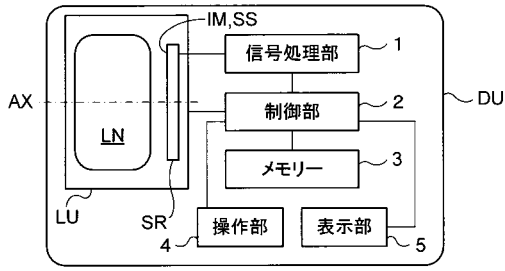 IM,SS
信号処理部
1
AX
LN
制御部
2
DU
メモリー
3
LU
SR
操作部
4
表示部
5